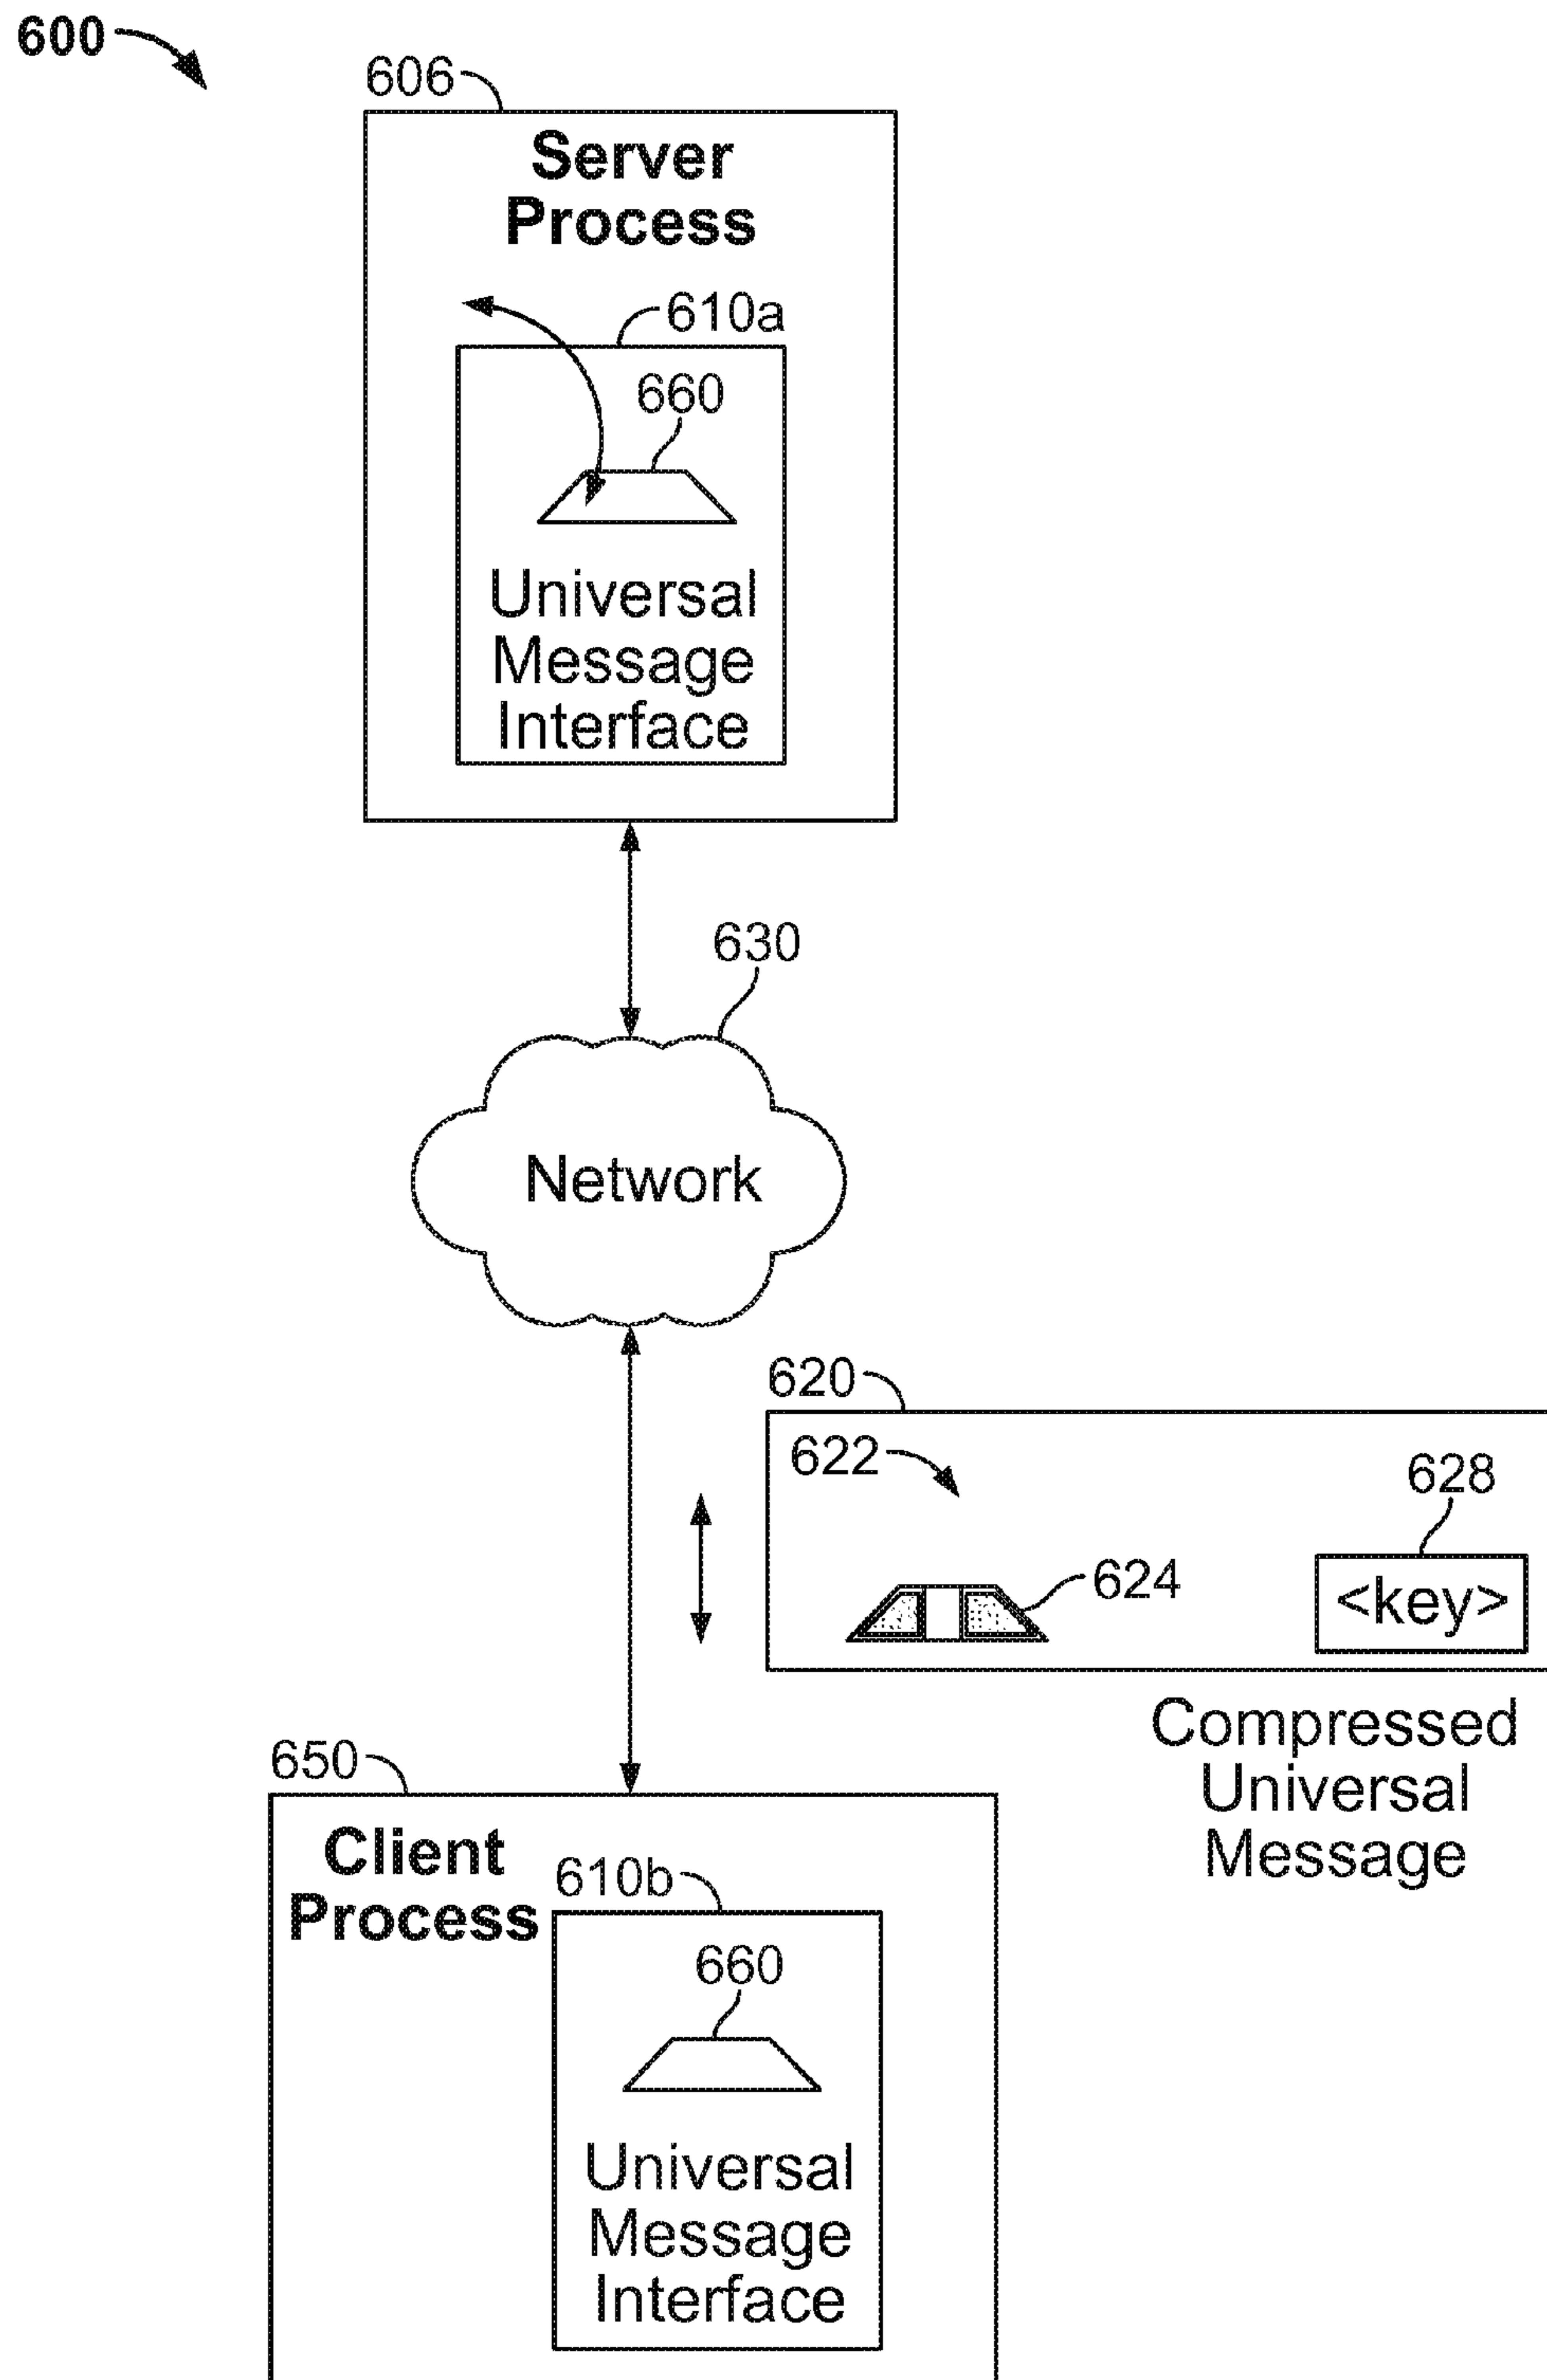 600
606
Server
Process
610a
660
Universal
Message
Interface
630
Network
620
622
628
624
<key>
Compressed
Universal
Message
650
Client
Process
610b
660
Universal
Message
Interface